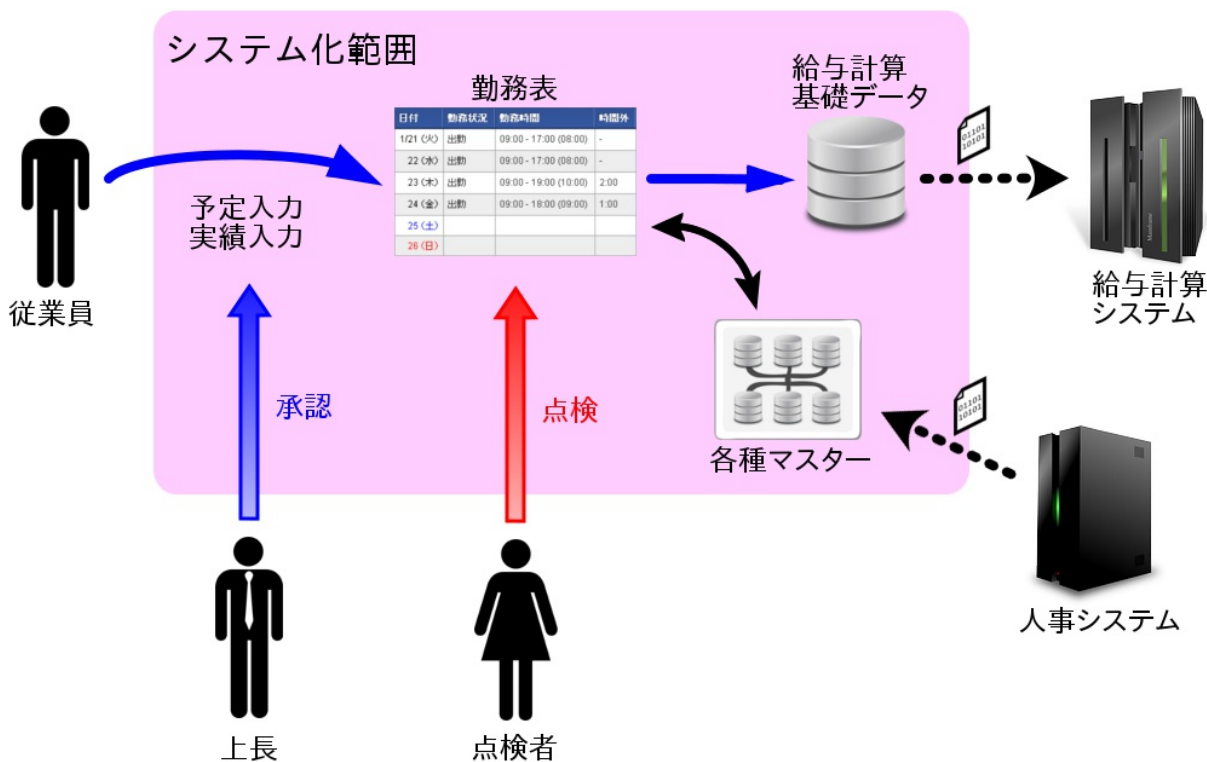 システム化範囲
勤務表
給与計算
基礎データ
日付 勤務状況 勤務時間 時間外
1/21 (火) 出勤 09:00 - 17:00 (08:00) -
22 (水) 出勤 09:00 - 17:00 (08:00) -
23 (木) 出勤 09:00 - 19:00 (10:00) 2:00
24 (金) 出勤 09:00 - 18:00 (09:00) 1:00
25 (土)
26 (日)
01101
10101
Mainframe
予定入力
実績入力
従業員
給与計算
システム
承認
点検
各種マスター
01101
10101
人事システム
上長
点検者